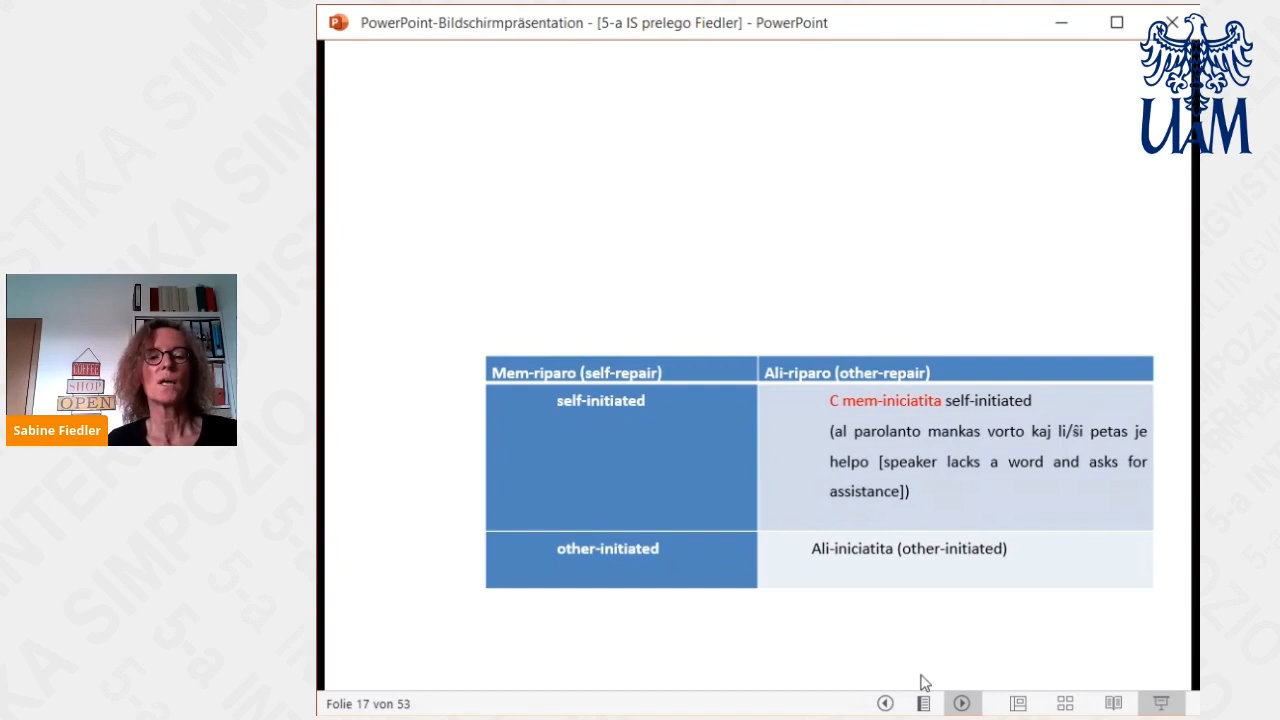 PowerPoint-Bildschirmpräsentation - [5-a IS prelego Fiedler] - PowerPoint
UAM
Mem-riparo (self-repair) Ali-riparo (other-repair)
self-initiated C mem-iniciatita self-initiated
(al parolanto mankas vorto kaj li/ŝi petas je
helpo [speaker lacks a word and asks for
assistance])
other-initiated Ali-iniciatita (other-initiated)
COFFEE
SHOP
OPEN
Sabine Fiedler
Folie 17 von 53